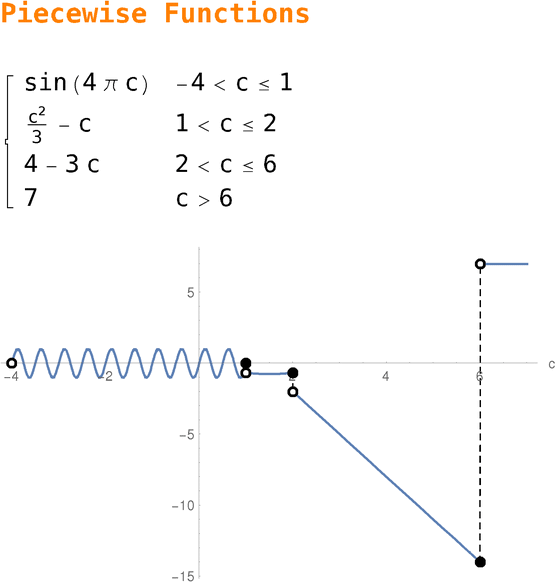 Piecewise Functions
sin(4 π c) −4 < c ≤ 1
c²/3 − c 1 < c ≤ 2
4 − 3 c 2 < c ≤ 6
7 c > 6
5
c
−4 -2 2 4 6
−5
−10
−15